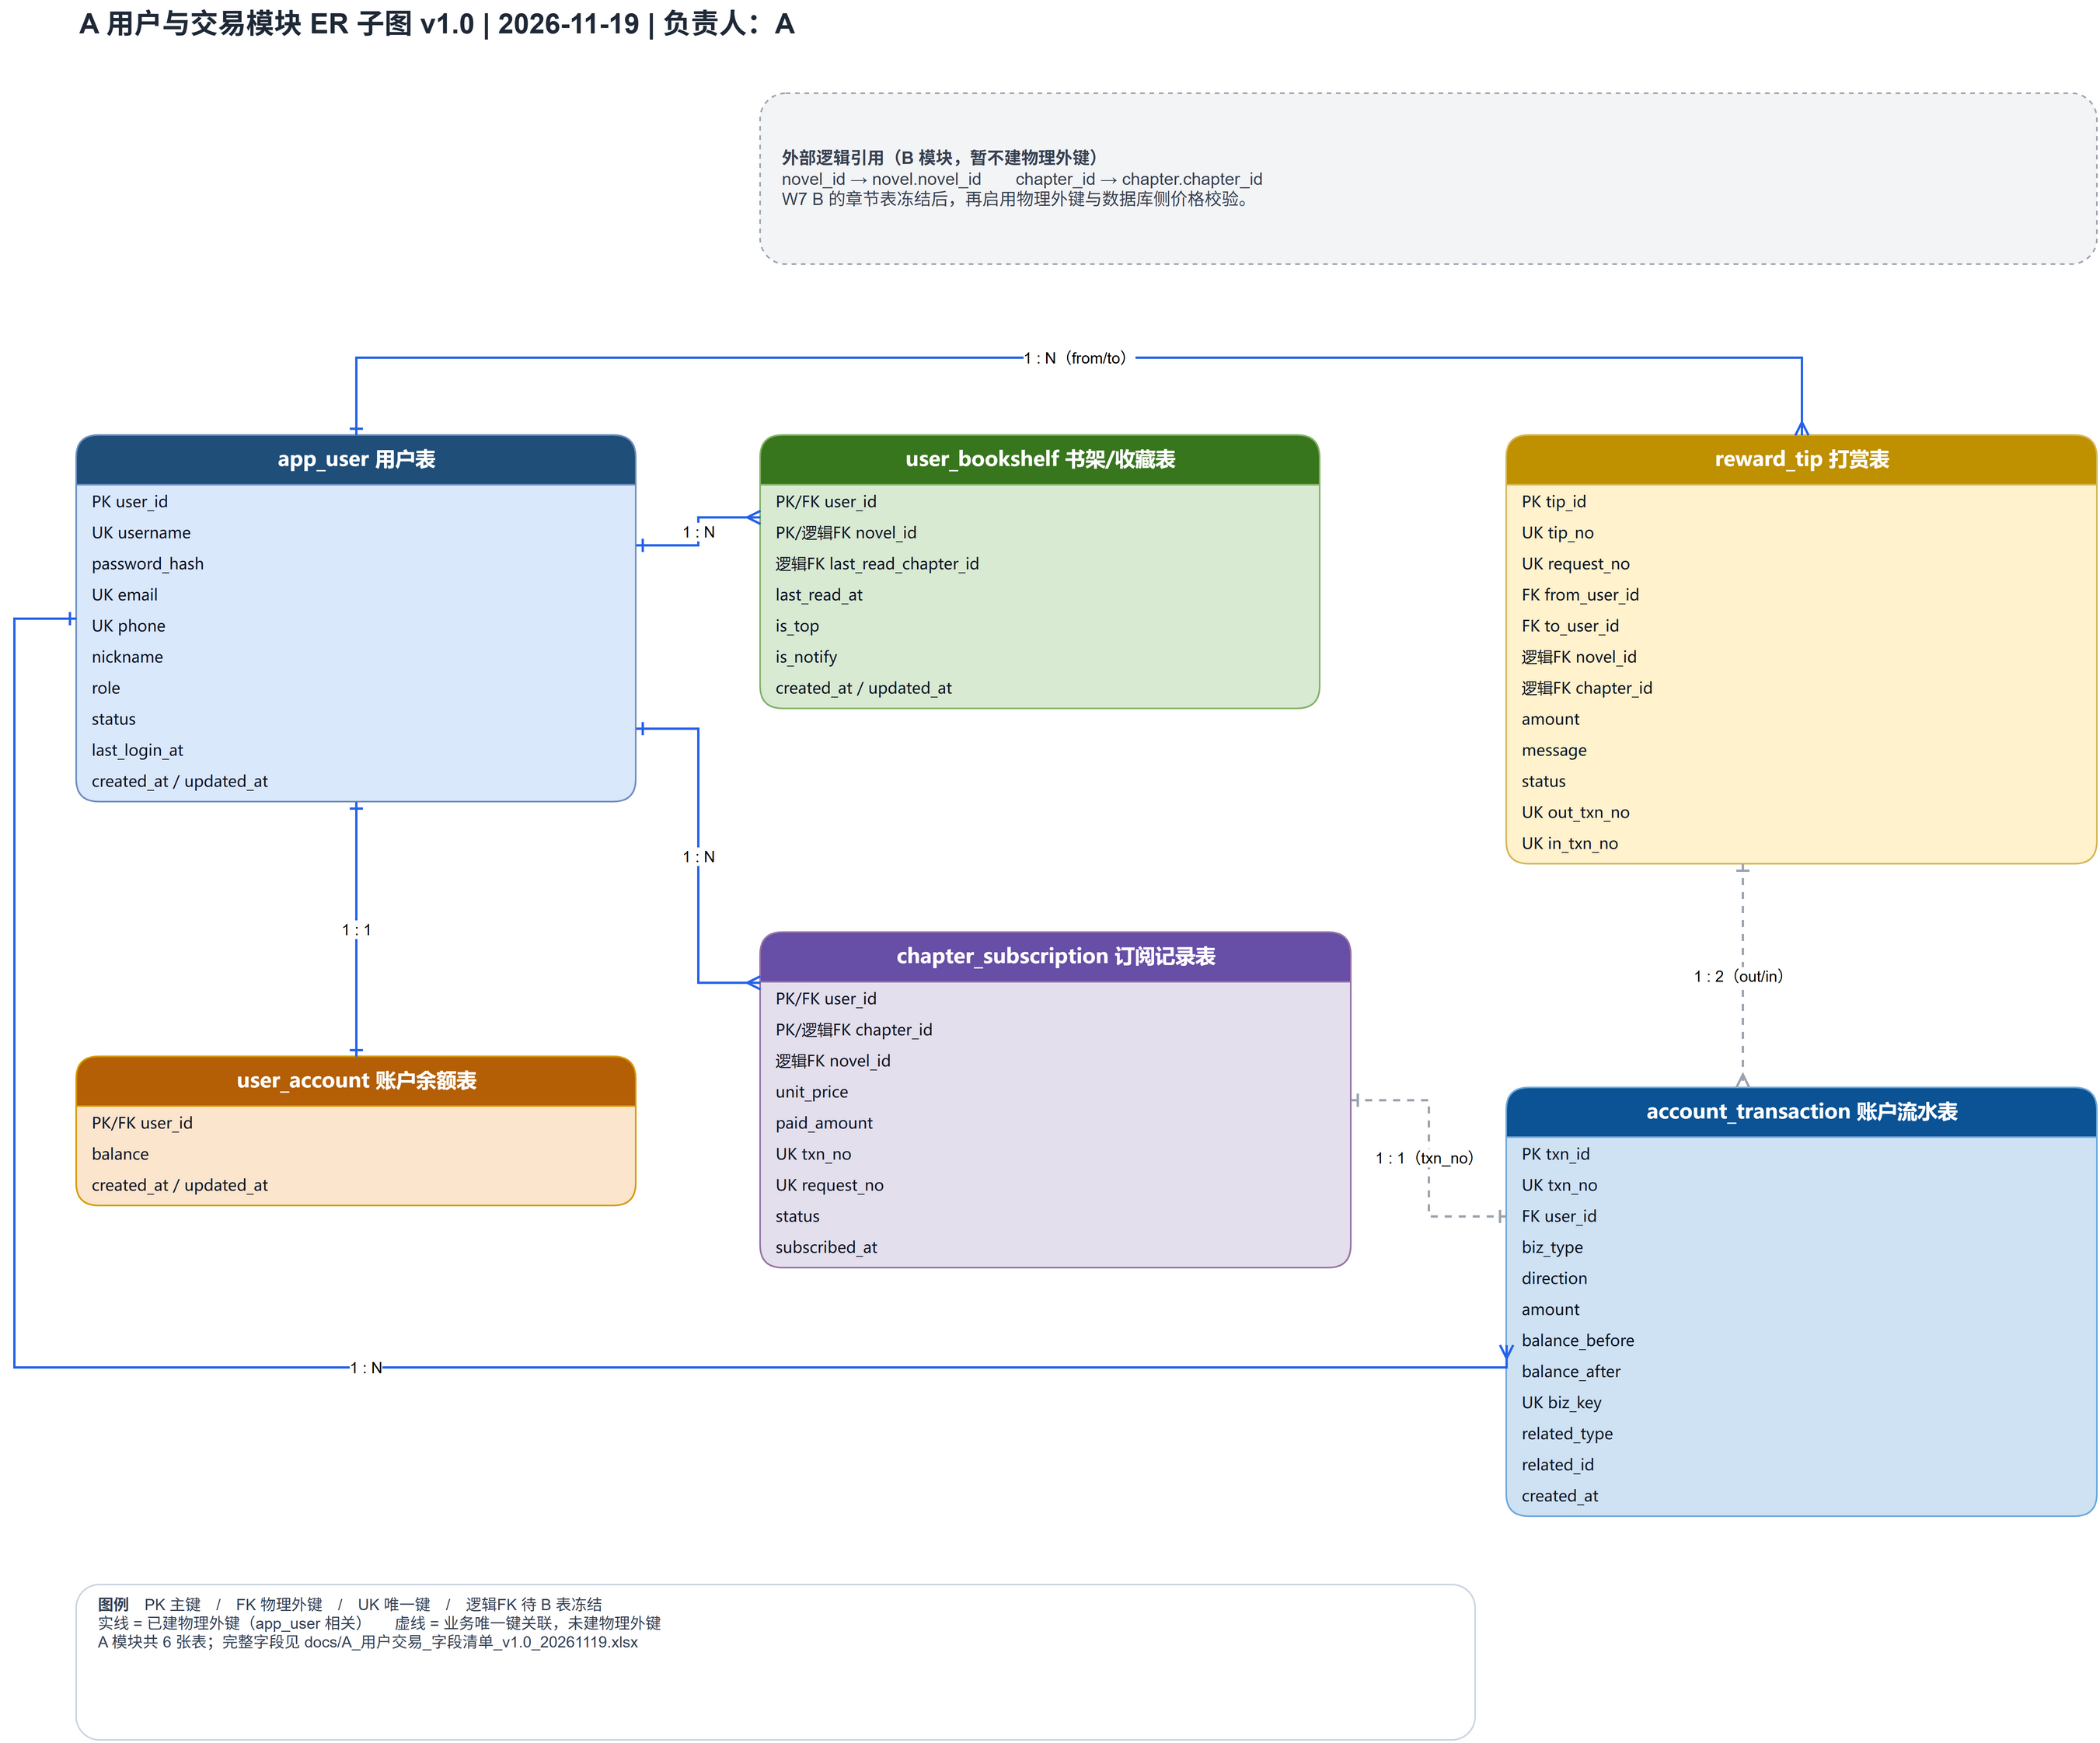 A 用户与交易模块 ER 子图 v1.0 | 2026-11-19 | 负责人：A
外部逻辑引用（B 模块，暂不建物理外键）
novel_id → novel.novel_id  chapter_id → chapter.chapter_id
W7 B 的章节表冻结后，再启用物理外键与数据库侧价格校验。
1 : N（from/to）
app_user 用户表
PK user_id
UK username
password_hash
UK email
UK phone
nickname
role
status
last_login_at
created_at / updated_at
1 : N
user_bookshelf 书架/收藏表
PK/FK user_id
PK/逻辑FK novel_id
逻辑FK last_read_chapter_id
last_read_at
is_top
is_notify
created_at / updated_at
reward_tip 打赏表
PK tip_id
UK tip_no
UK request_no
FK from_user_id
FK to_user_id
逻辑FK novel_id
逻辑FK chapter_id
amount
message
status
UK out_txn_no
UK in_txn_no
1 : N
1 : 1
1 : 2（out/in）
user_account 账户余额表
PK/FK user_id
balance
created_at / updated_at
chapter_subscription 订阅记录表
PK/FK user_id
PK/逻辑FK chapter_id
逻辑FK novel_id
unit_price
paid_amount
UK txn_no
UK request_no
status
subscribed_at
1 : 1（txn_no）
account_transaction 账户流水表
PK txn_id
UK txn_no
FK user_id
biz_type
direction
amount
balance_before
balance_after
UK biz_key
related_type
related_id
created_at
1 : N
图例 PK 主键 / FK 物理外键 / UK 唯一键 / 逻辑FK 待 B 表冻结
实线 = 已建物理外键（app_user 相关）  虚线 = 业务唯一键关联，未建物理外键
A 模块共 6 张表；完整字段见 docs/A_用户交易_字段清单_v1.0_20261119.xlsx